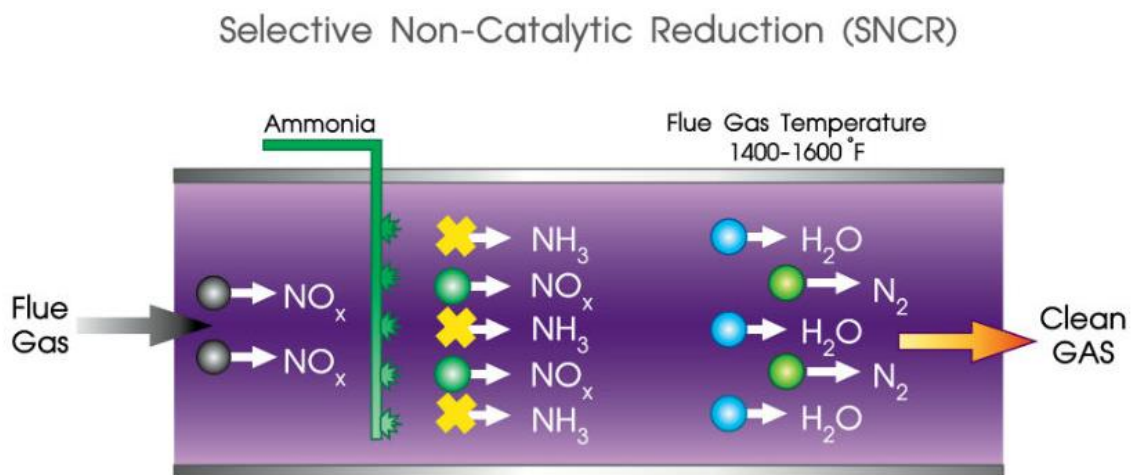 Selective Non-Catalytic Reduction (SNCR)
Ammonia
Flue Gas Temperature
1400-1600 °F
Flue
Gas
NOₓ
NOₓ
NH₃
NOₓ
NH₃
NOₓ
NH₃
H₂O
N₂
H₂O
N₂
H₂O
Clean
GAS